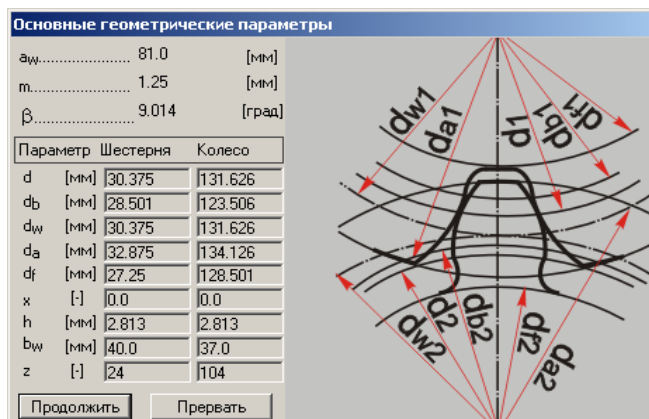 Основные геометрические параметры
aw..................... 81.0 [мм]
m..................... 1.25 [мм]
β..................... 9.014 [град]
Параметр Шестерня Колесо
d [мм] 30.375 131.626
db [мм] 28.501 123.506
dw [мм] 30.375 131.626
da [мм] 32.875 134.126
df [мм] 27.25 128.501
x [-] 0.0 0.0
h [мм] 2.813 2.813
bw [мм] 40.0 37.0
z [-] 24 104
Продолжить Прервать
dw1
da1
d1
db1
df1
dw2
d2
db2
df2
da2